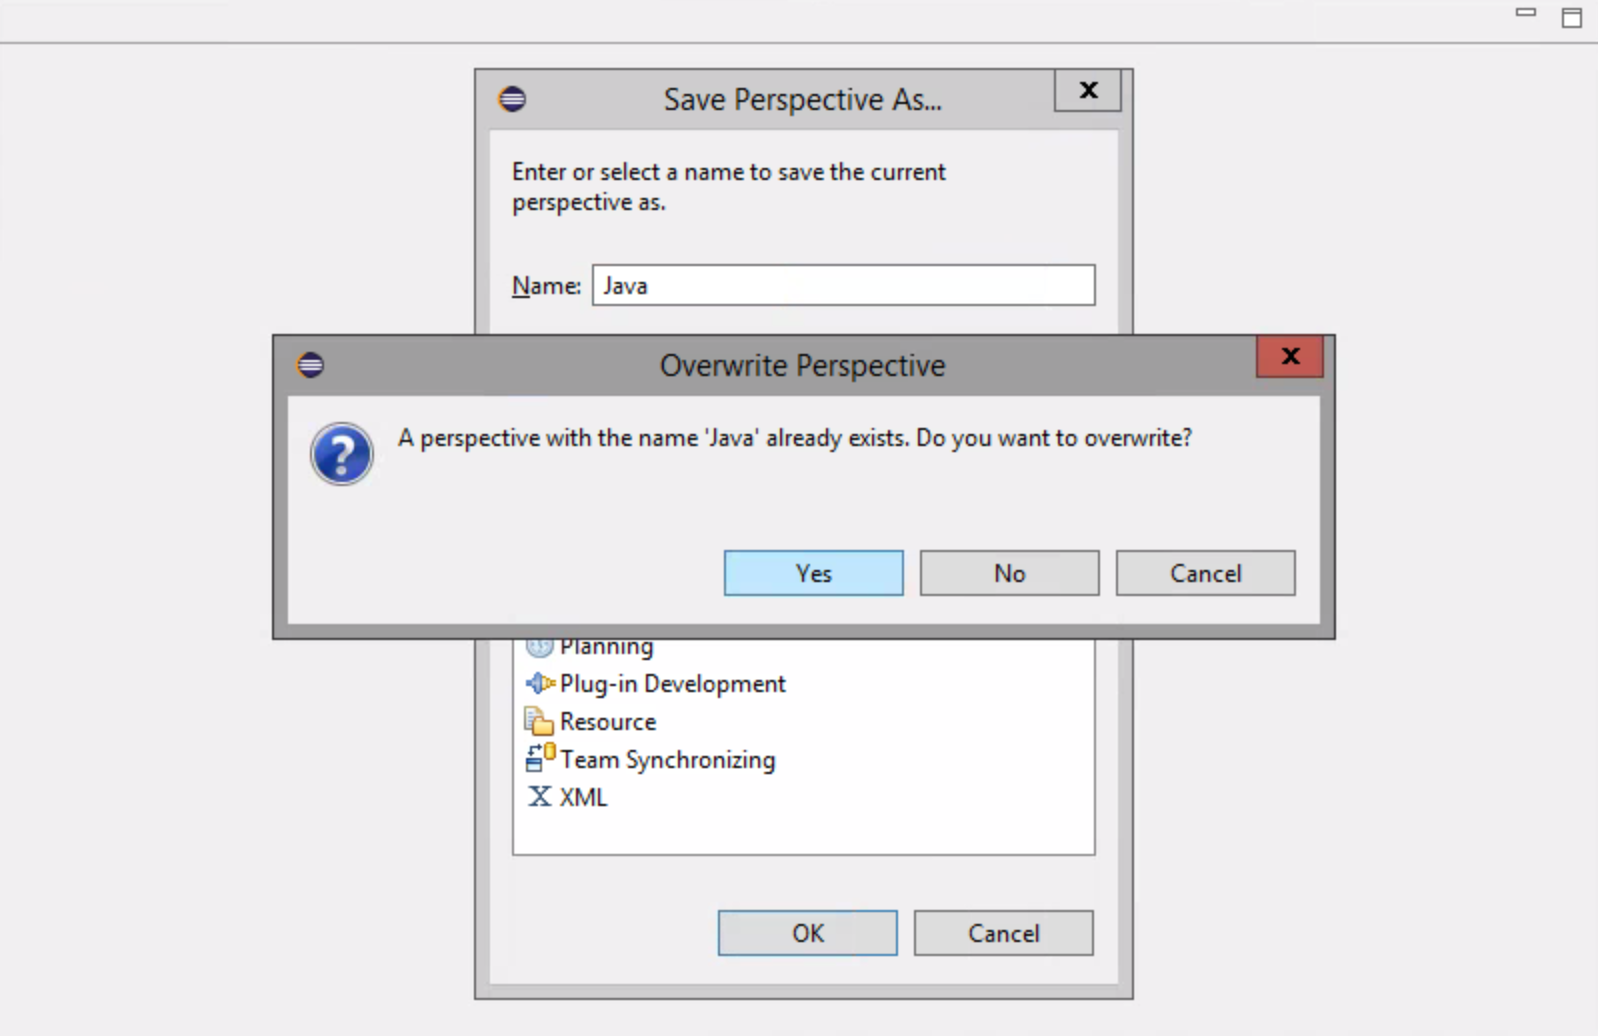 Save Perspective As...
X
Enter or select a name to save the current
perspective as.
Name: Java
Overwrite Perspective
X
A perspective with the name 'Java' already exists. Do you want to overwrite?
Yes
No
Cancel
Planning
Plug-in Development
Resource
Team Synchronizing
X XML
OK
Cancel